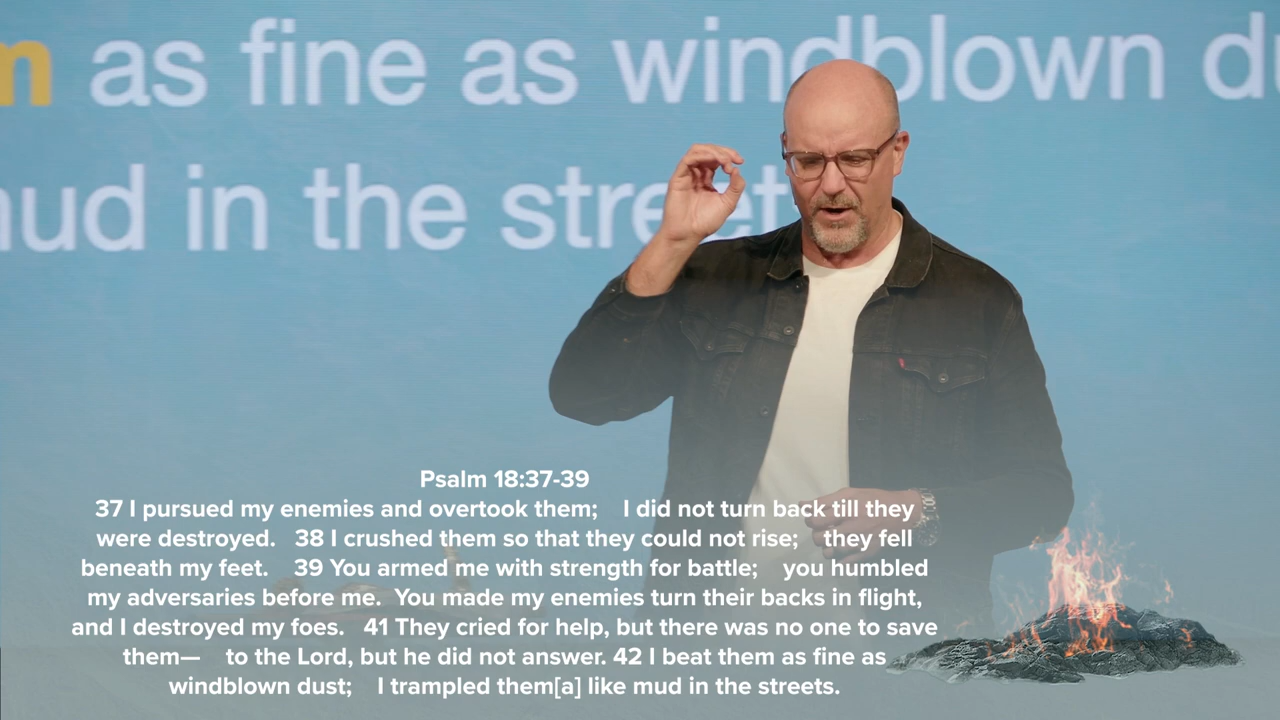 m as fine as windblown du
mud in the street
Psalm 18:37-39
37 I pursued my enemies and overtook them; I did not turn back till they
were destroyed. 38 I crushed them so that they could not rise; they fell
beneath my feet. 39 You armed me with strength for battle; you humbled
my adversaries before me. You made my enemies turn their backs in flight,
and I destroyed my foes. 41 They cried for help, but there was no one to save
them— to the Lord, but he did not answer. 42 I beat them as fine as
windblown dust; I trampled them[a] like mud in the streets.